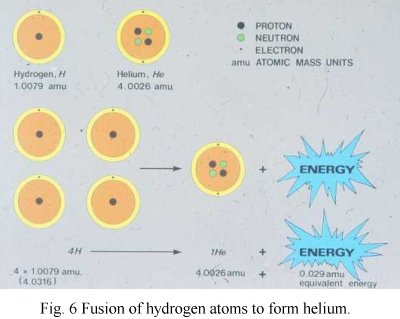 PROTON
NEUTRON
ELECTRON
amu ATOMIC MASS UNITS
Hydrogen, H
1.0079 amu
Helium, He
4.0026 amu
+ ENERGY
4H 1He + ENERGY
4 x 1.0079 amu,
(4.0316)
4.0026amu + 0.029amu
equivalent energy
Fig. 6 Fusion of hydrogen atoms to form helium.